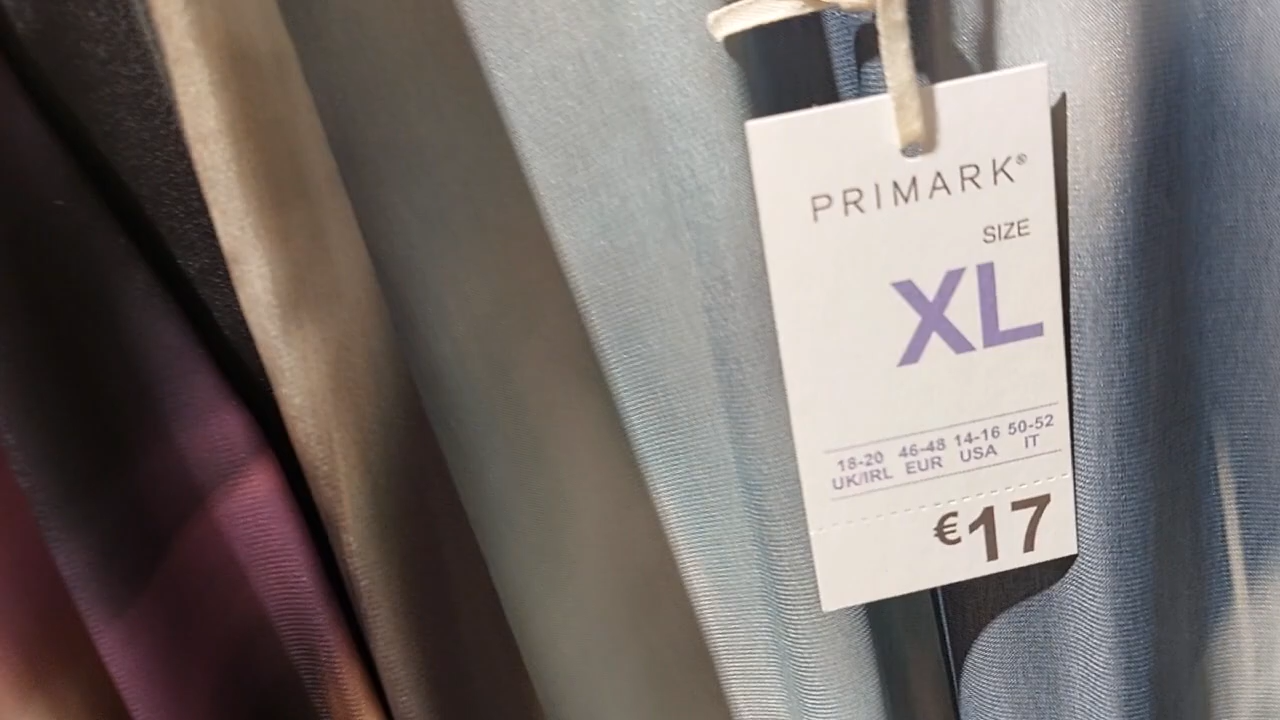 PRIMARK®
SIZE
XL
18-20 46-48 14-16 50-52
UK/IRL EUR USA IT
€17